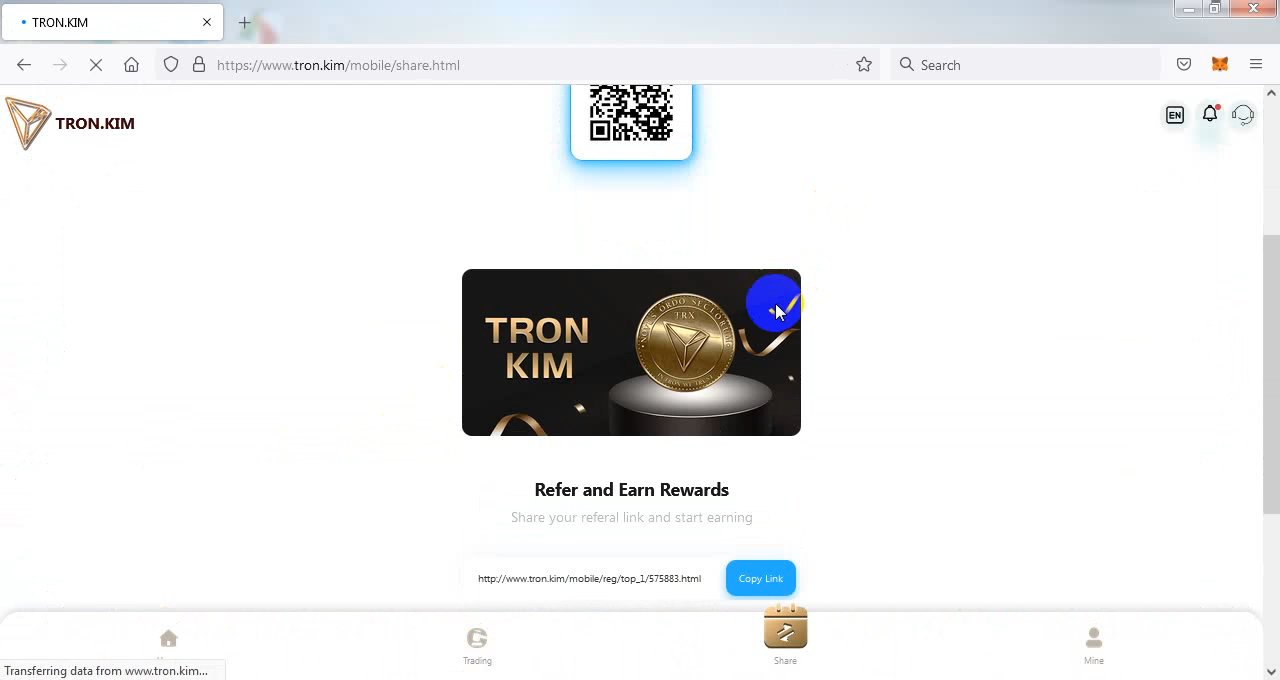 TRON.KIM
https://www.tron.kim/mobile/share.html
Search
TRON.KIM
EN
TRON
KIM
TRX
Refer and Earn Rewards
Share your referal link and start earning
http://www.tron.kim/mobile/reg/top_1/575883.html
Copy Link
Trading
Share
Mine
Transferring data from www.tron.kim...